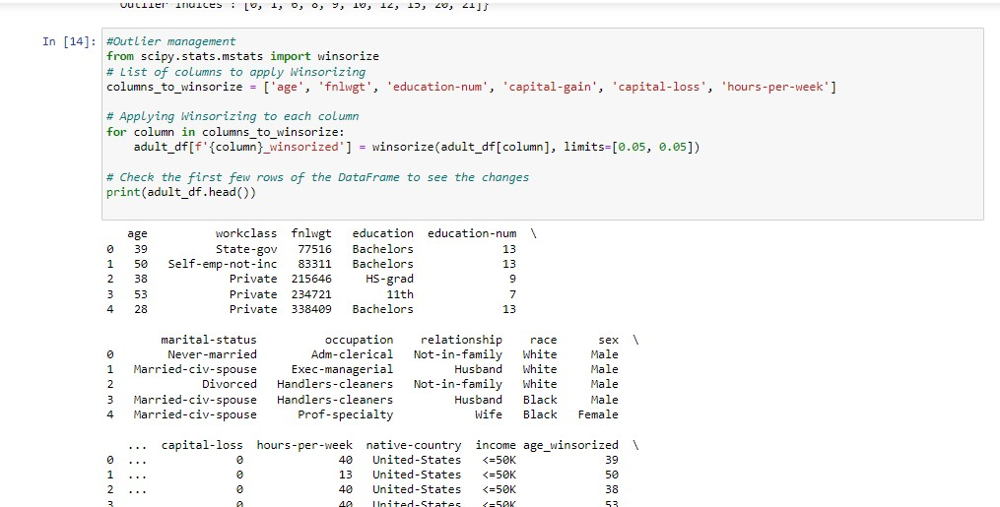 Outlier indices : [0, 1, 6, 8, 9, 10, 12, 15, 20, 21]}
In [14]: #Outlier management
from scipy.stats.mstats import winsorize
# List of columns to apply Winsorizing
columns_to_winsorize = ['age', 'fnlwgt', 'education-num', 'capital-gain', 'capital-loss', 'hours-per-week']
# Applying Winsorizing to each column
for column in columns_to_winsorize:
adult_df[f'{column}_winsorized'] = winsorize(adult_df[column], limits=[0.05, 0.05])
# Check the first few rows of the DataFrame to see the changes
print(adult_df.head())
age workclass fnlwgt education education-num \
0 39 State-gov 77516 Bachelors 13
1 50 Self-emp-not-inc 83311 Bachelors 13
2 38 Private 215646 HS-grad 9
3 53 Private 234721 11th 7
4 28 Private 338409 Bachelors 13
marital-status occupation relationship race sex \
0 Never-married Adm-clerical Not-in-family White Male
1 Married-civ-spouse Exec-managerial Husband White Male
2 Divorced Handlers-cleaners Not-in-family White Male
3 Married-civ-spouse Handlers-cleaners Husband Black Male
4 Married-civ-spouse Prof-specialty Wife Black Female
... capital-loss hours-per-week native-country income age_winsorized \
0 ... 0 40 United-States <=50K 39
1 ... 0 13 United-States <=50K 50
2 ... 0 40 United-States <=50K 38
3 0 40 United-States <=50K 53